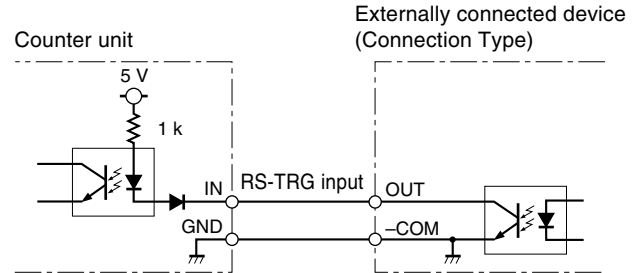 Counter unit
Externally connected device
(Connection Type)
5 V
1 k
IN
RS-TRG input
OUT
GND
–COM